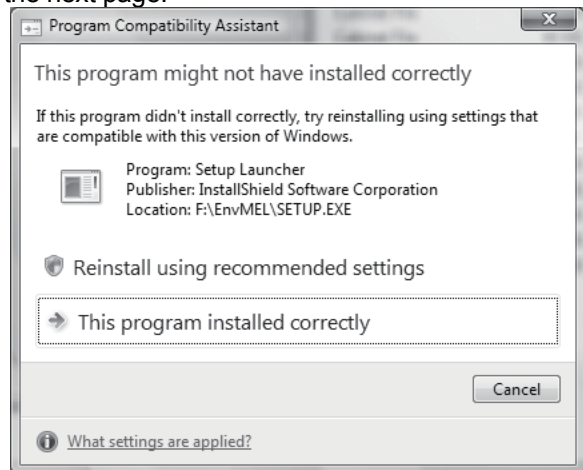 the next page.
Program Compatibility Assistant
This program might not have installed correctly
If this program didn't install correctly, try reinstalling using settings that
are compatible with this version of Windows.
Program: Setup Launcher
Publisher: InstallShield Software Corporation
Location: F:\EnvMEL\SETUP.EXE
Reinstall using recommended settings
This program installed correctly
Cancel
What settings are applied?